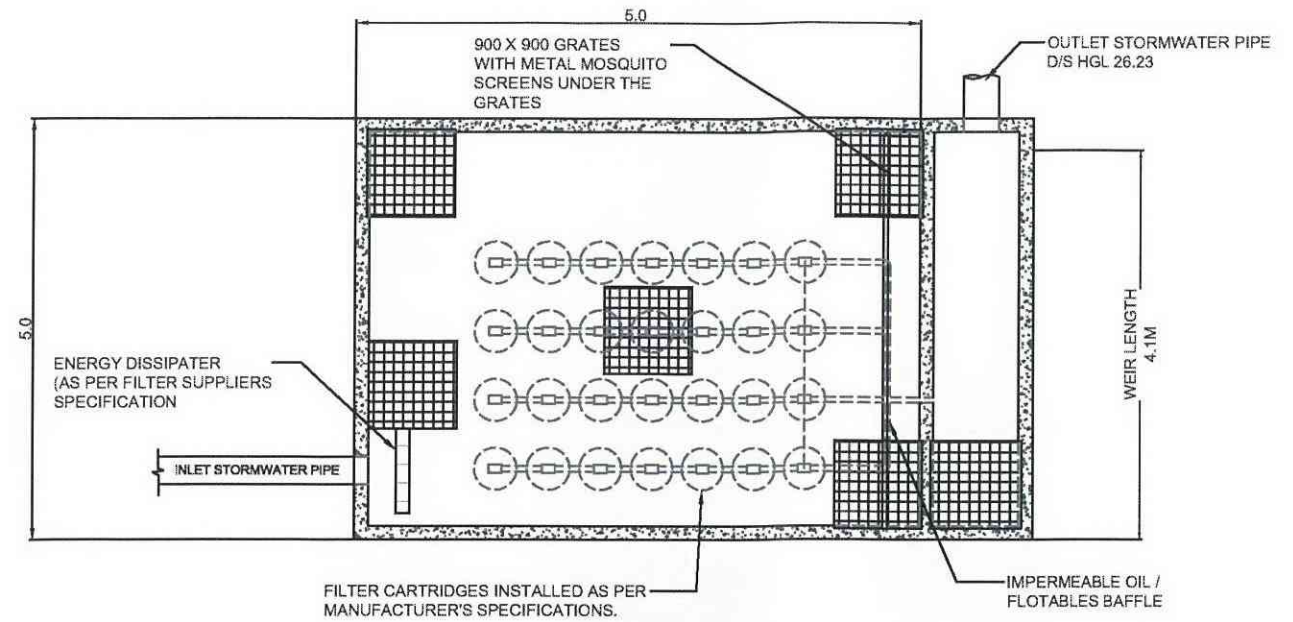 5.0
900 X 900 GRATES
WITH METAL MOSQUITO
SCREENS UNDER THE
GRATES
OUTLET STORMWATER PIPE
D/S HGL 26.23
5.0
ENERGY DISSIPATER
(AS PER FILTER SUPPLIERS
SPECIFICATION
INLET STORMWATER PIPE
WEIR LENGTH
4.1M
FILTER CARTRIDGES INSTALLED AS PER
MANUFACTURER'S SPECIFICATIONS.
IMPERMEABLE OIL /
FLOTABLES BAFFLE